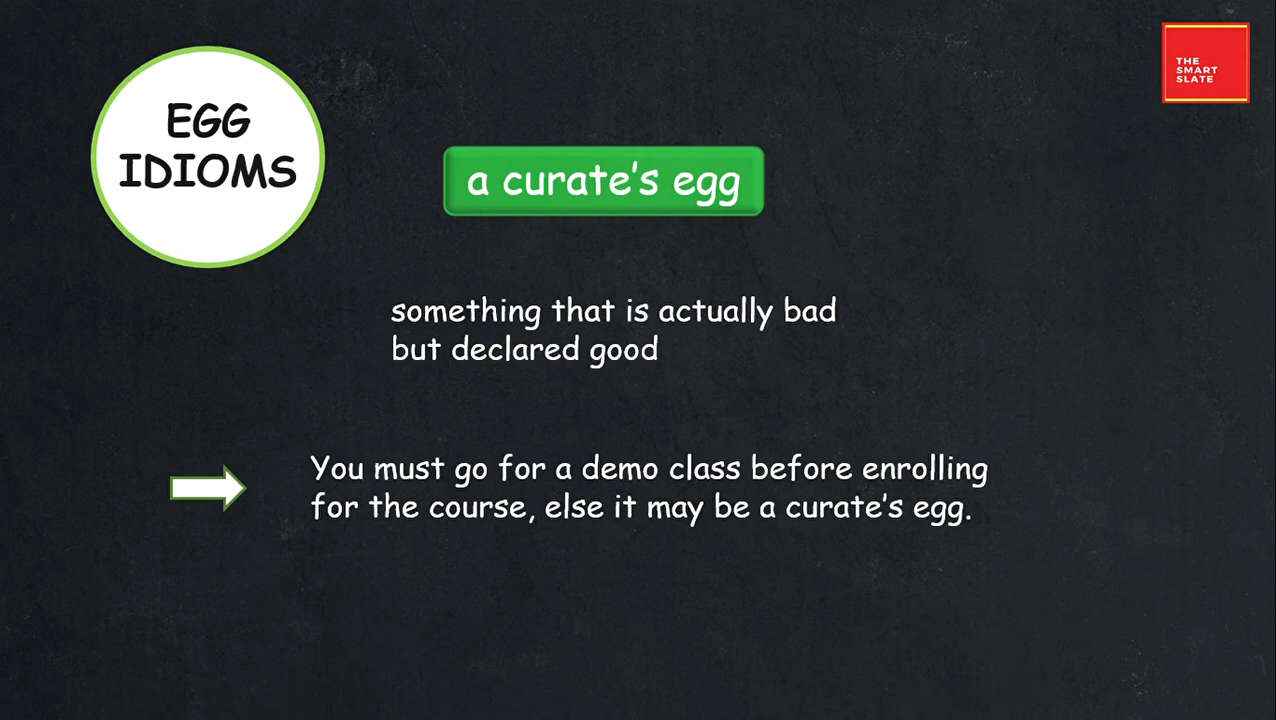 EGG
IDIOMS
THE
SMART
SLATE
a curate's egg
something that is actually bad
but declared good
You must go for a demo class before enrolling
for the course, else it may be a curate's egg.